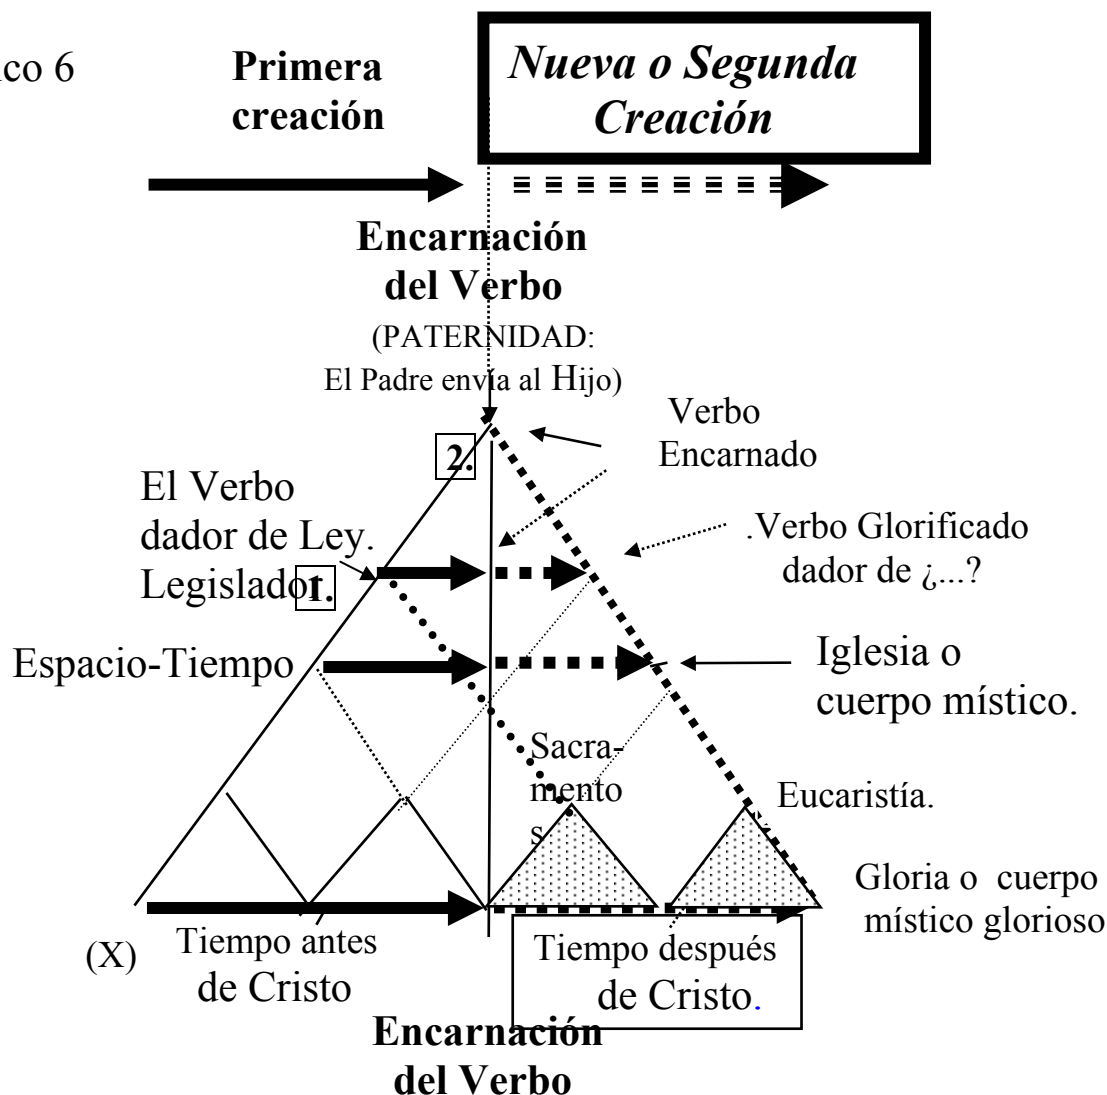 co 6
Primera
creación
Nueva o Segunda
Creación
Encarnación
del Verbo
(PATERNIDAD:
El Padre envía al Hijo)
Verbo
Encarnado
2.
El Verbo
dador de Ley.
Legislador
1.
.Verbo Glorificado
dador de ¿...?
Espacio-Tiempo
Iglesia o
cuerpo místico.
Sacra-
mento
s
Eucaristía.
Gloria o cuerpo
místico glorioso
(X)
Tiempo antes
de Cristo
Tiempo después
de Cristo.
Encarnación
del Verbo